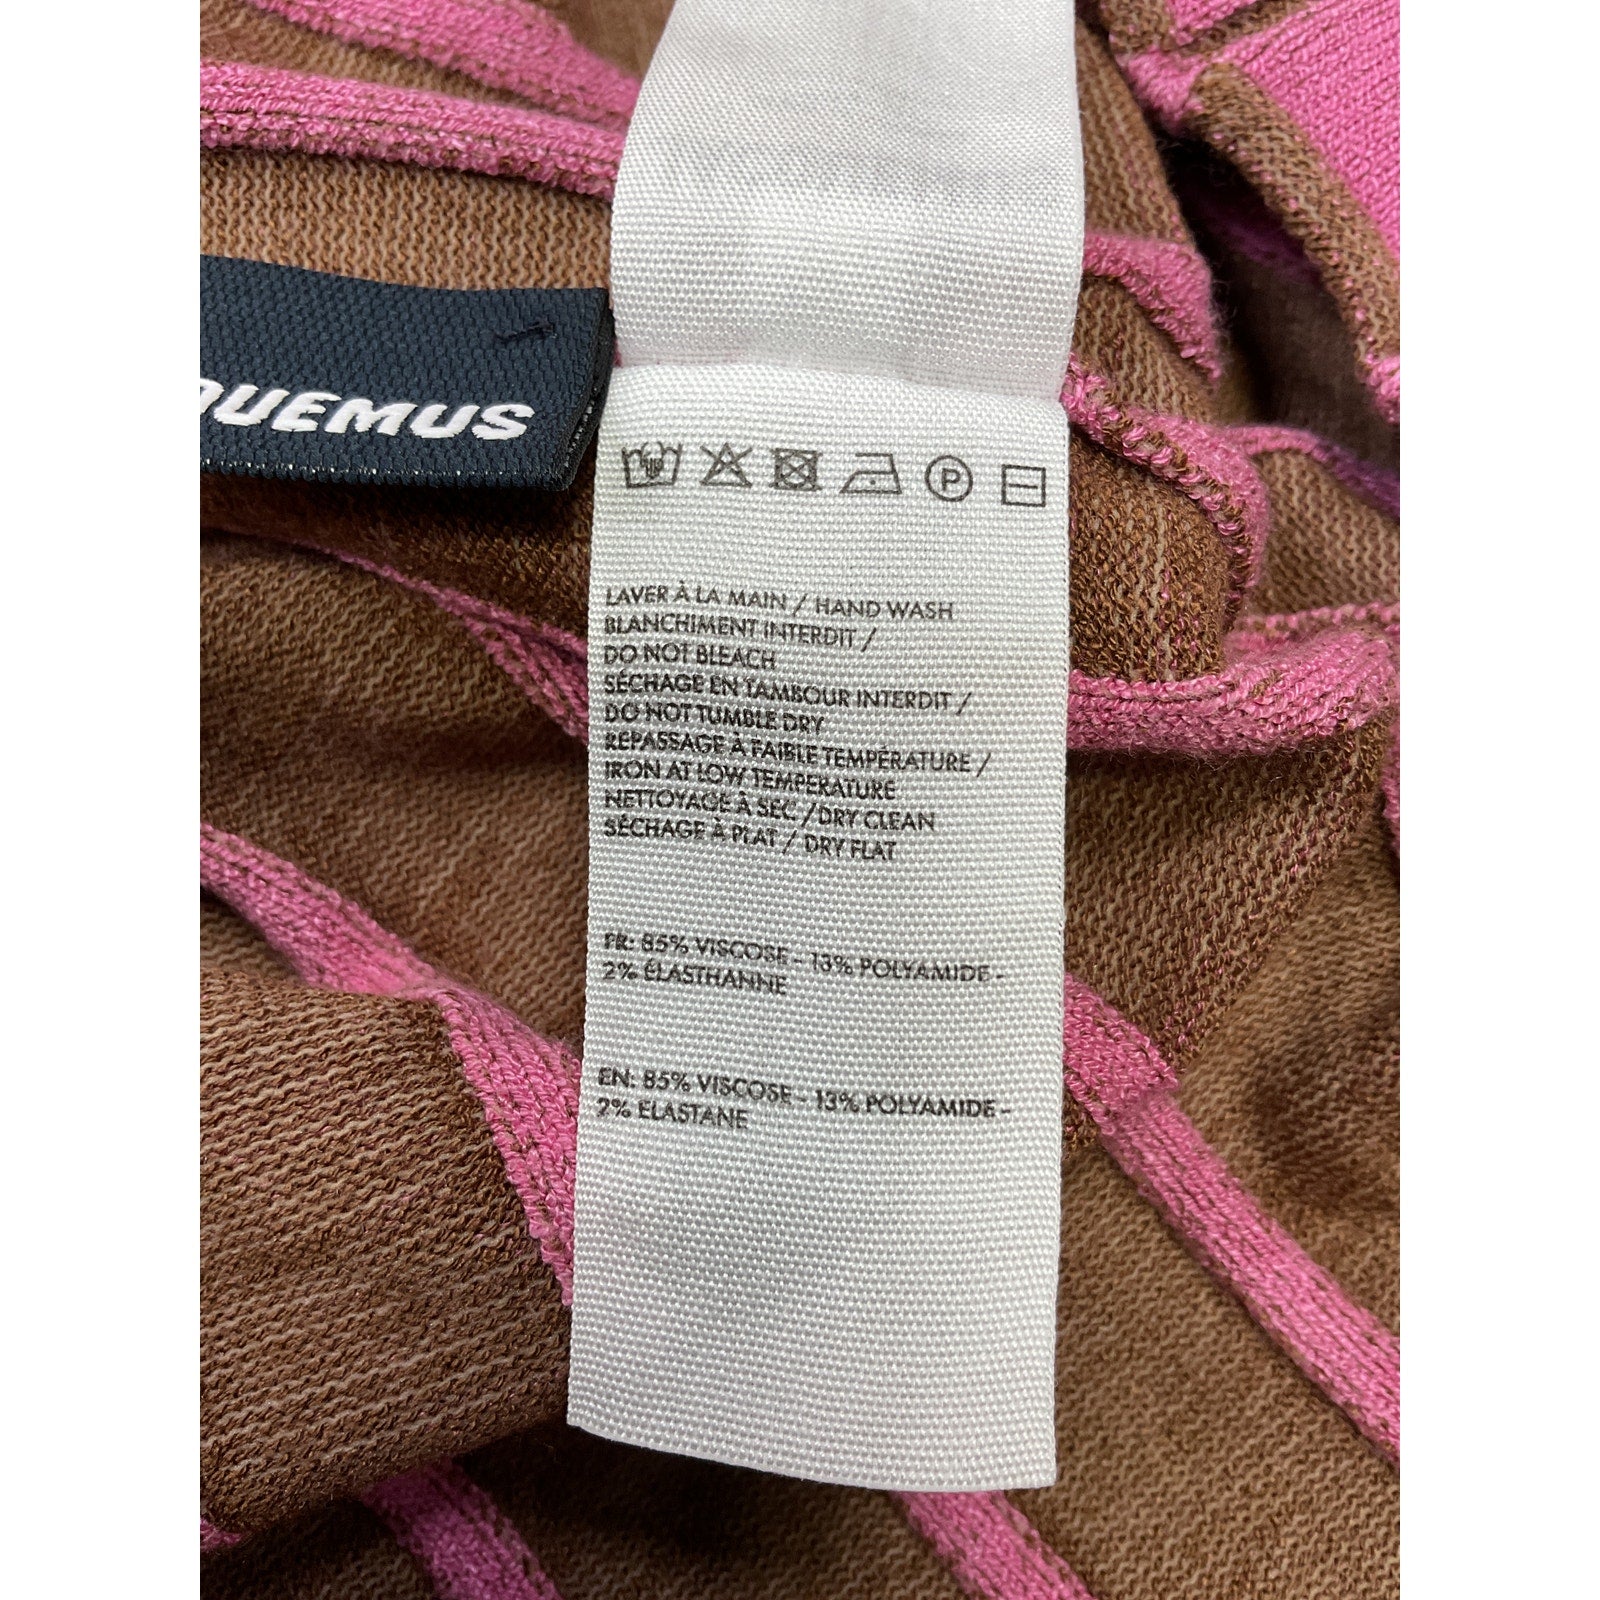 QUEMUS
P
LAVER À LA MAIN / HAND WASH
BLANCHIMENT INTERDIT /
DO NOT BLEACH
SÉCHAGE EN TAMBOUR INTERDIT /
DO NOT TUMBLE DRY
REPASSAGE À FAIBLE TEMPÉRATURE /
IRON AT LOW TEMPERATURE
NETTOYAGE À SEC / DRY CLEAN
SÉCHAGE À PLAT / DRY FLAT
FR: 85% VISCOSE - 13% POLYAMIDE -
2% ÉLASTHANNE
EN: 85% VISCOSE - 13% POLYAMIDE -
2% ELASTANE